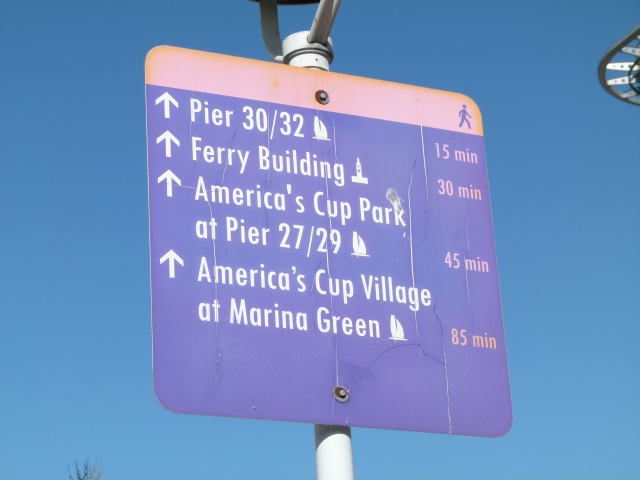 Pier 30/32 15 min
Ferry Building 30 min
America's Cup Park
at Pier 27/29 45 min
America's Cup Village
at Marina Green 85 min